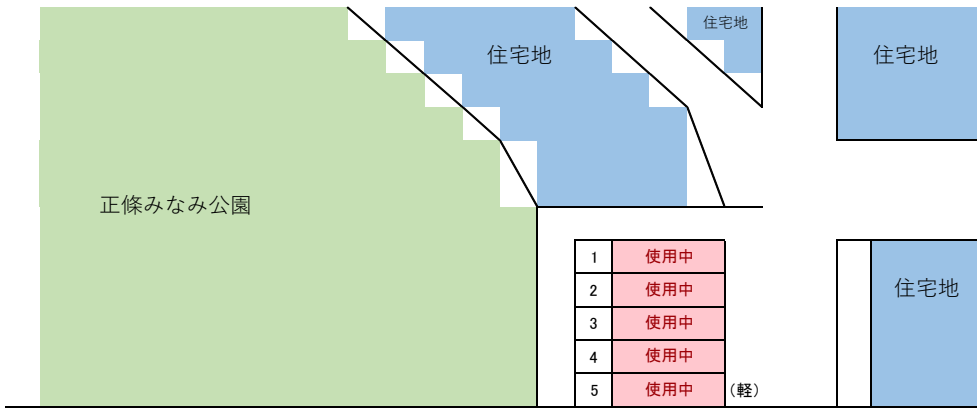 住宅地
住宅地
住宅地
正條みなみ公園
1 使用中
2 使用中
住宅地
3 使用中
4 使用中
5 使用中 (軽)